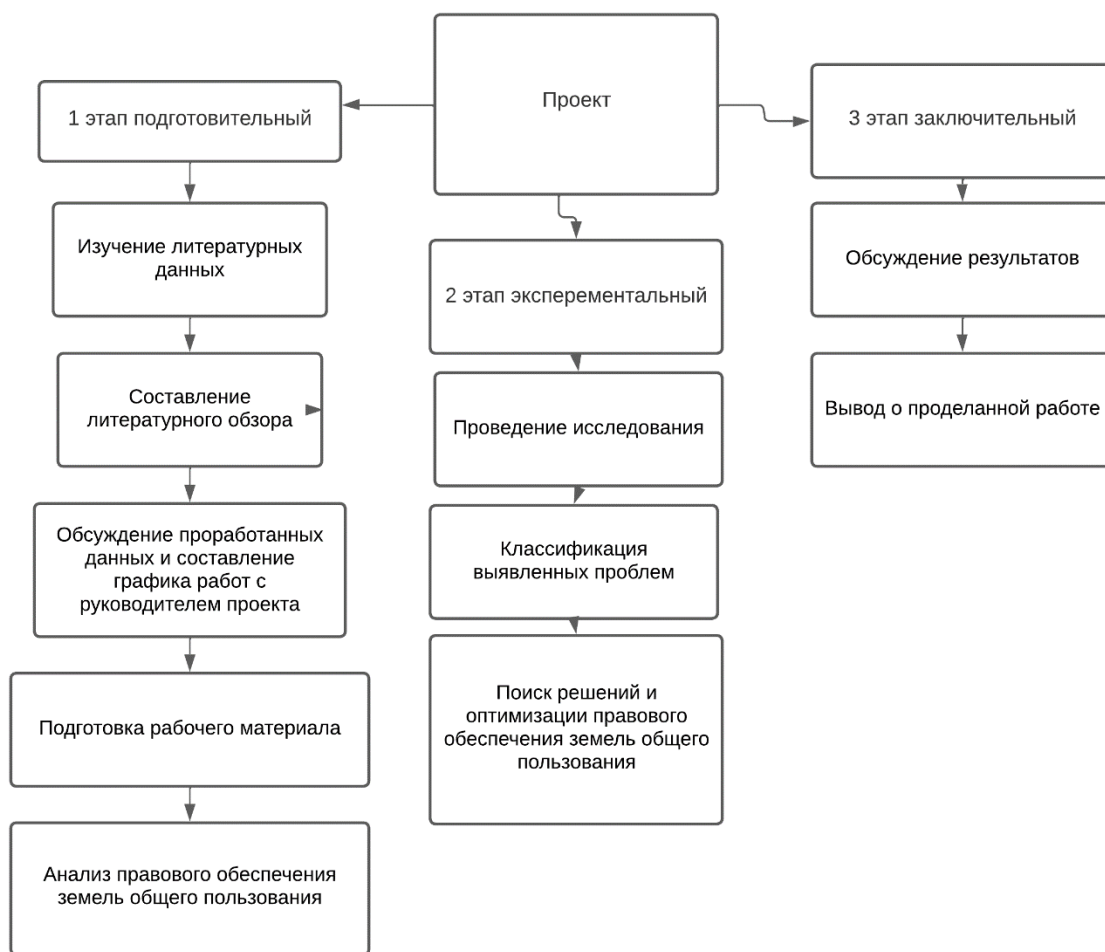 Проект
1 этап подготовительный
Изучение литературных
данных
Составление
литературного обзора
Обсуждение проработанных
данных и составление
графика работ с
руководителем проекта
Подготовка рабочего материала
Анализ правового обеспечения
земель общего пользования
2 этап эксперементальный
Проведение исследования
Классификация
выявленных проблем
Поиск решений и
оптимизации правового
обеспечения земель общего
пользования
3 этап заключительный
Обсуждение результатов
Вывод о проделанной работе